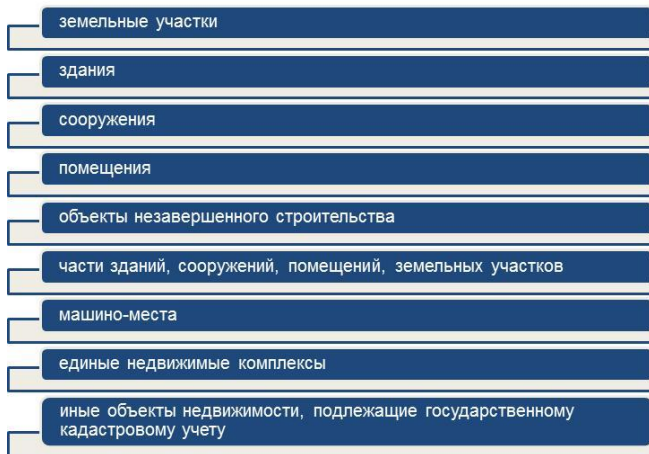 земельные участки
здания
сооружения
помещения
объекты незавершенного строительства
части зданий, сооружений, помещений, земельных участков
машино-места
единые недвижимые комплексы
иные объекты недвижимости, подлежащие государственному
кадастровому учету